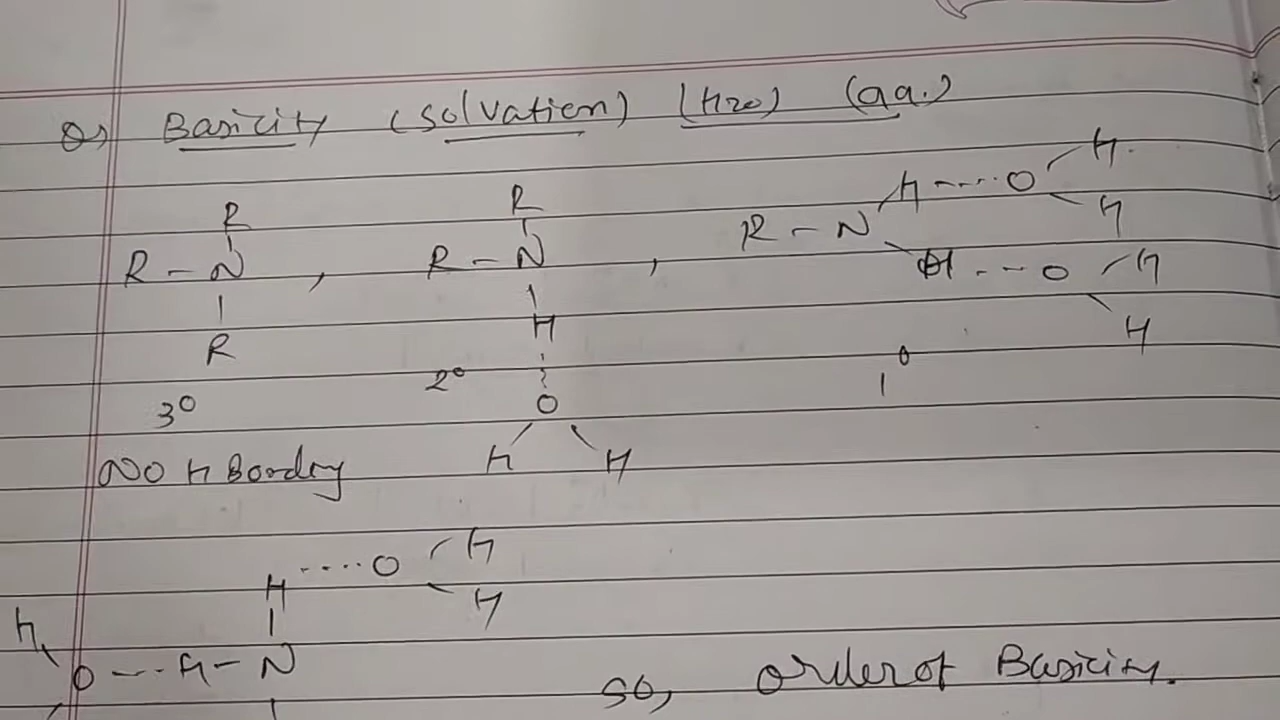 Q) Basicity (Solvation) (H2O) (aq.)
R R H ---- O H
R - N , R - N , R - N H
R H H --- O H
H
3° 2° O 1°
H H
NO H Bonding
H ···· O H
H
H O --- H - N
so, order of Basicity.